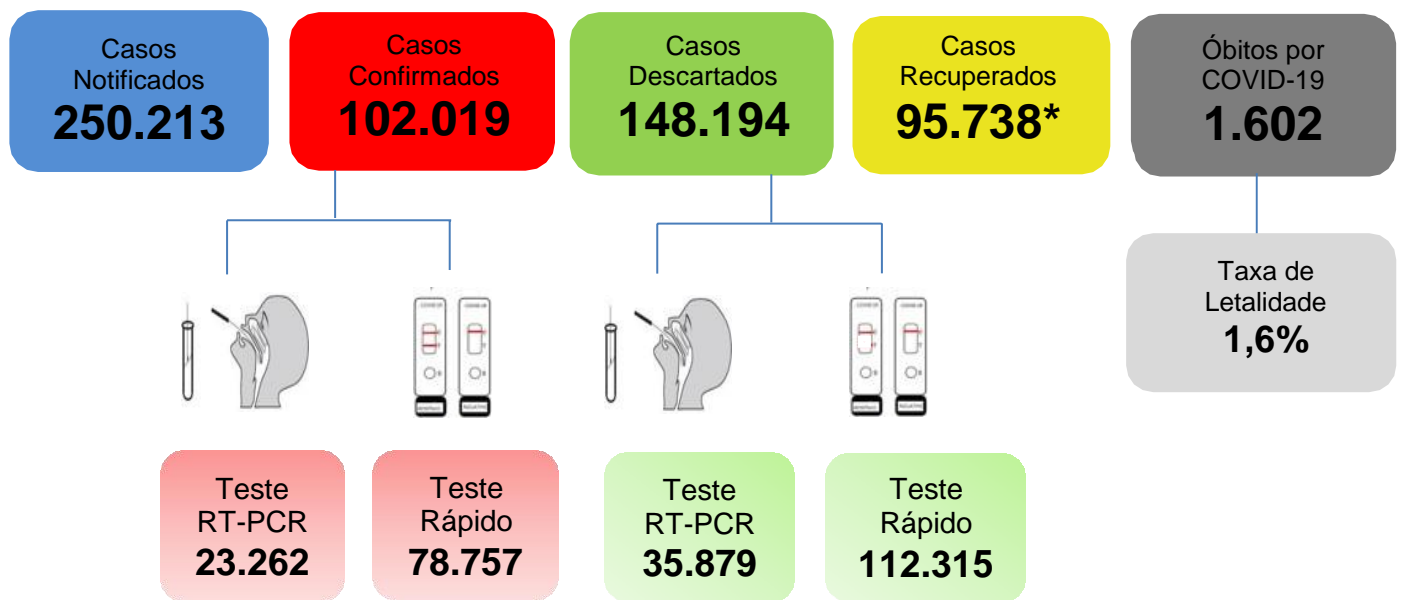 Casos
Notificados
250.213
Casos
Confirmados
102.019
Casos
Descartados
148.194
Casos
Recuperados
95.738*
Óbitos por
COVID-19
1.602
Taxa de
Letalidade
1,6%
Teste
RT-PCR
23.262
Teste
Rápido
78.757
Teste
RT-PCR
35.879
Teste
Rápido
112.315